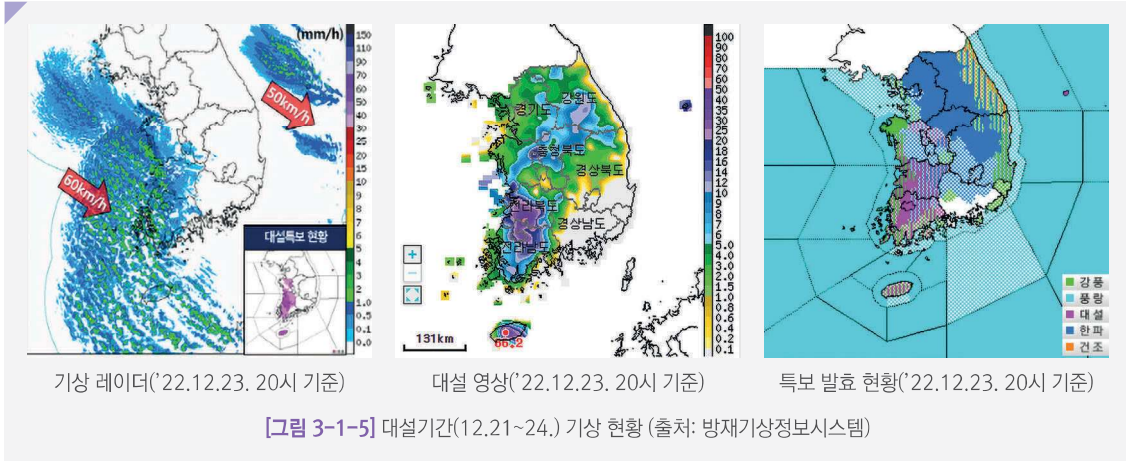 (mm/h)
150
110
90
70
60
50
40
30
25
20
15
10
9
8
7
6
5
4
3
2
1.0
0.5
0.1
0.0
50km/h
60km/h
대설특보 현황
100
90
80
70
60
50
40
30
25
20
18
16
14
12
10
9
8
7
6
5.0
4.0
3.0
2.0
1.5
1.0
0.8
0.6
0.4
0.2
0.1
강원도
경기도
충청북도
경상북도
전라북도
경상남도
전라남도
+
−
131km
66.2
강풍
풍랑
대설
한파
건조
기상 레이더(’22.12.23. 20시 기준)
대설 영상(’22.12.23. 20시 기준)
특보 발효 현황(’22.12.23. 20시 기준)
[그림 3-1-5] 대설기간(12.21~24.) 기상 현황 (출처: 방재기상정보시스템)